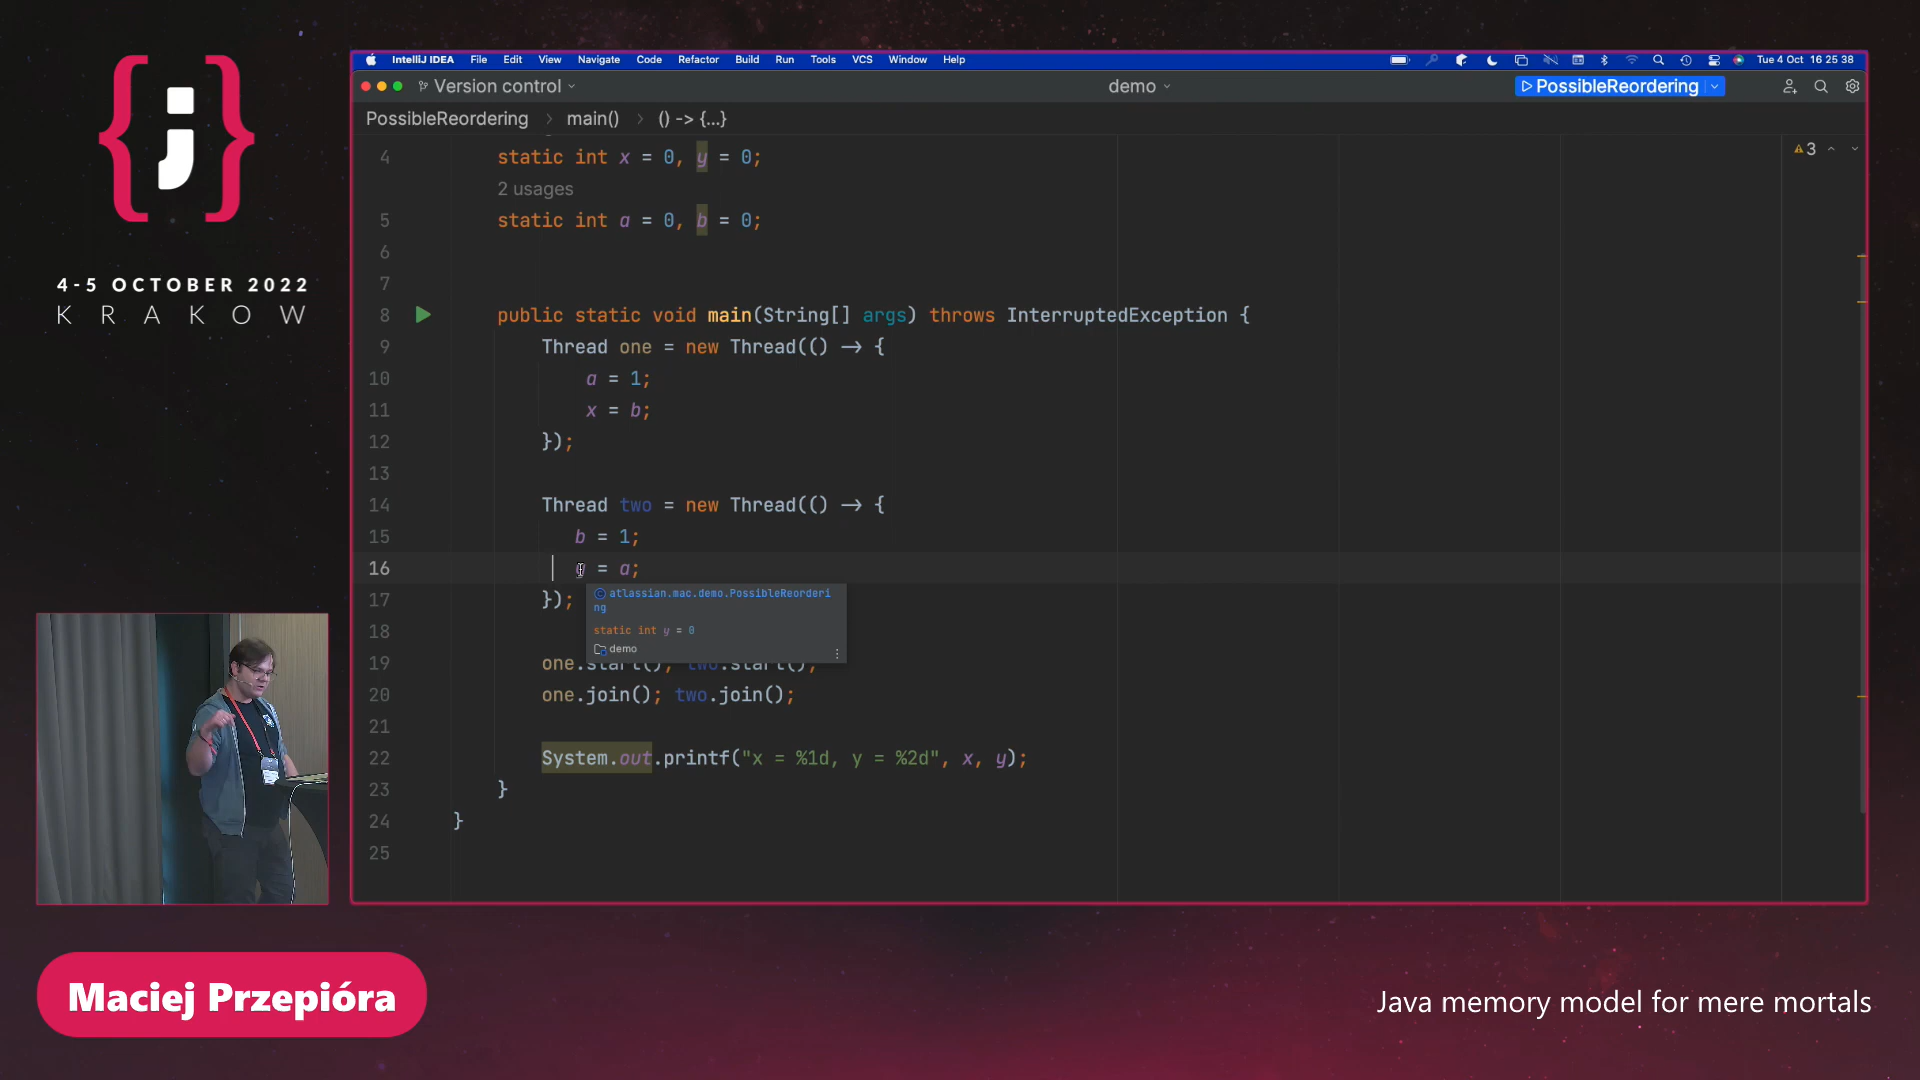 {;}
4-5 OCTOBER 2022
KRAKOW
IntelliJ IDEA File Edit View Navigate Code Refactor Build Run Tools VCS Window Help Tue 4 Oct 16 25 38
Version control demo PossibleReordering
PossibleReordering > main() > () -> {...}
4 static int x = 0, y = 0; 3
2 usages
5 static int a = 0, b = 0;
6
7
8 public static void main(String[] args) throws InterruptedException {
9 Thread one = new Thread(() → {
10 a = 1;
11 x = b;
12 });
13
14 Thread two = new Thread(() → {
15 b = 1;
16 = a;
17 });
atlassian.mac.demo.PossibleReorderi
ng
18
static int y = 0
demo
19 one.start(); two.start();
20 one.join(); two.join();
21
22 System.out.printf("x = %1d, y = %2d", x, y);
23 }
24 }
25
Maciej Przepióra
Java memory model for mere mortals